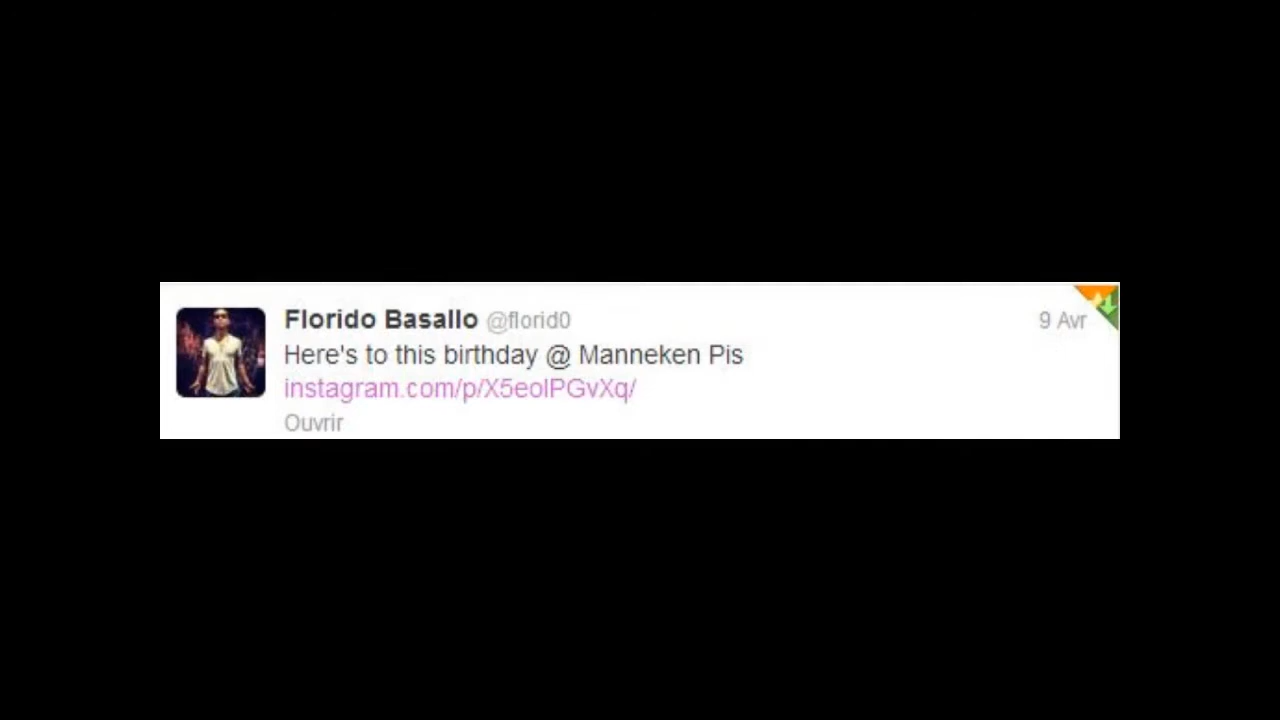 Florido Basallo @florid0 9 Avr
Here's to this birthday @ Manneken Pis
instagram.com/p/X5eolPGvXq/
Ouvrir